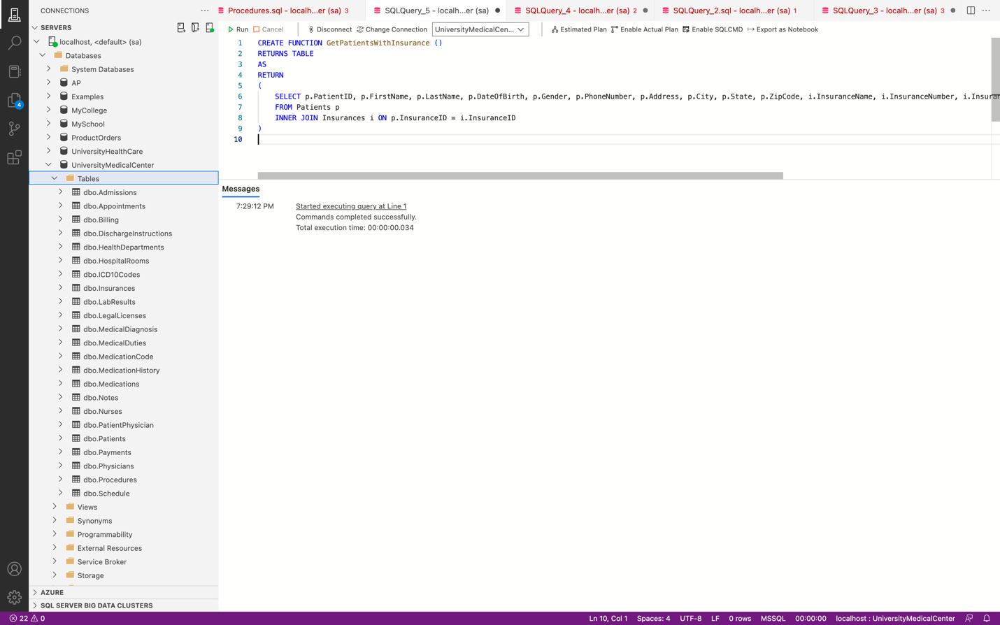 CONNECTIONS
Procedures.sql - localh...er (sa) 3
SQLQuery_5 - localh...er (sa)
SQLQuery_4 - localh...er (sa) 2
SQLQuery_2.sql - localh...er (sa) 1
SQLQuery_3 - localh...er (sa) 3
SERVERS
Run
Cancel
Disconnect
Change Connection
UniversityMedicalCen...
Estimated Plan
Enable Actual Plan
Enable SQLCMD
Export as Notebook
localhost, <default> (sa)
Databases
System Databases
AP
Examples
MyCollege
MySchool
ProductOrders
UniversityHealthCare
UniversityMedicalCenter
Tables
dbo.Admissions
dbo.Appointments
dbo.Billing
dbo.DischargeInstructions
dbo.HealthDepartments
dbo.HospitalRooms
dbo.ICD10Codes
dbo.Insurances
dbo.LabResults
dbo.LegalLicenses
dbo.MedicalDiagnosis
dbo.MedicalDuties
dbo.MedicationCode
dbo.MedicationHistory
dbo.Medications
dbo.Notes
dbo.Nurses
dbo.PatientPhysician
dbo.Patients
dbo.Payments
dbo.Physicians
dbo.Procedures
dbo.Schedule
Views
Synonyms
Programmability
External Resources
Service Broker
Storage
AZURE
SQL SERVER BIG DATA CLUSTERS
4
1 CREATE FUNCTION GetPatientsWithInsurance ()
2 RETURNS TABLE
3 AS
4 RETURN
5 (
6 SELECT p.PatientID, p.FirstName, p.LastName, p.DateOfBirth, p.Gender, p.PhoneNumber, p.Address, p.City, p.State, p.ZipCode, i.InsuranceName, i.InsuranceNumber, i.Insuran
7 FROM Patients p
8 INNER JOIN Insurances i ON p.InsuranceID = i.InsuranceID
9 )
10
Messages
7:29:12 PM Started executing query at Line 1
Commands completed successfully.
Total execution time: 00:00:00.034
22 0
Ln 10, Col 1 Spaces: 4 UTF-8 LF 0 rows MSSQL 00:00:00 localhost : UniversityMedicalCenter